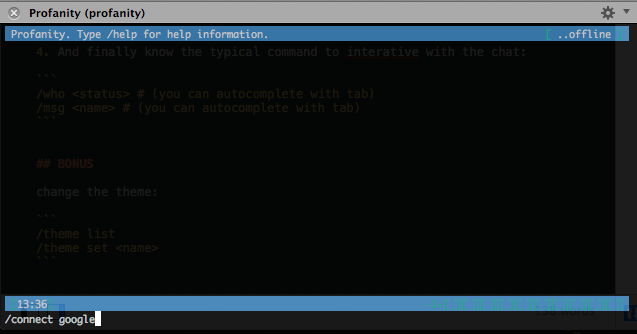 Profanity (profanity)
Profanity. Type /help for help information.
[ ..offline
4. And finally know the typical command to interative with the chat:
```
/who <status> # (you can autocomplete with tab)
/msg <name> # (you can autocomplete with tab)
```
## BONUS
change the theme:
```
/theme list
/theme set <name>
```
13:36
/connect google